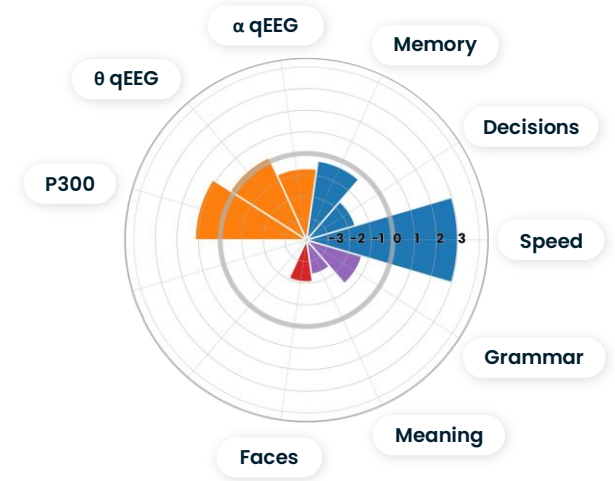 α qEEG
Memory
θ qEEG
Decisions
P300
-3 -2 -1 0 1 2 3
Speed
Grammar
Meaning
Faces